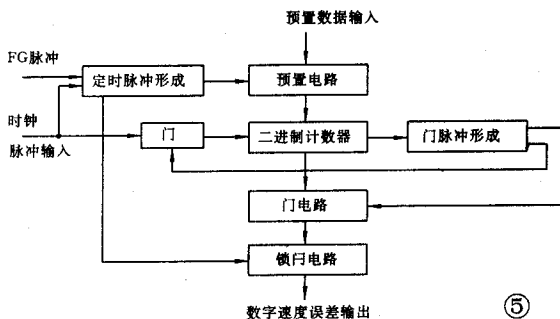 预置数据输入
FG脉冲
定时脉冲形成
预置电路
时钟
脉冲输入
门
二进制计数器
门脉冲形成
门电路
锁闩电路
数字速度误差输出
⑤